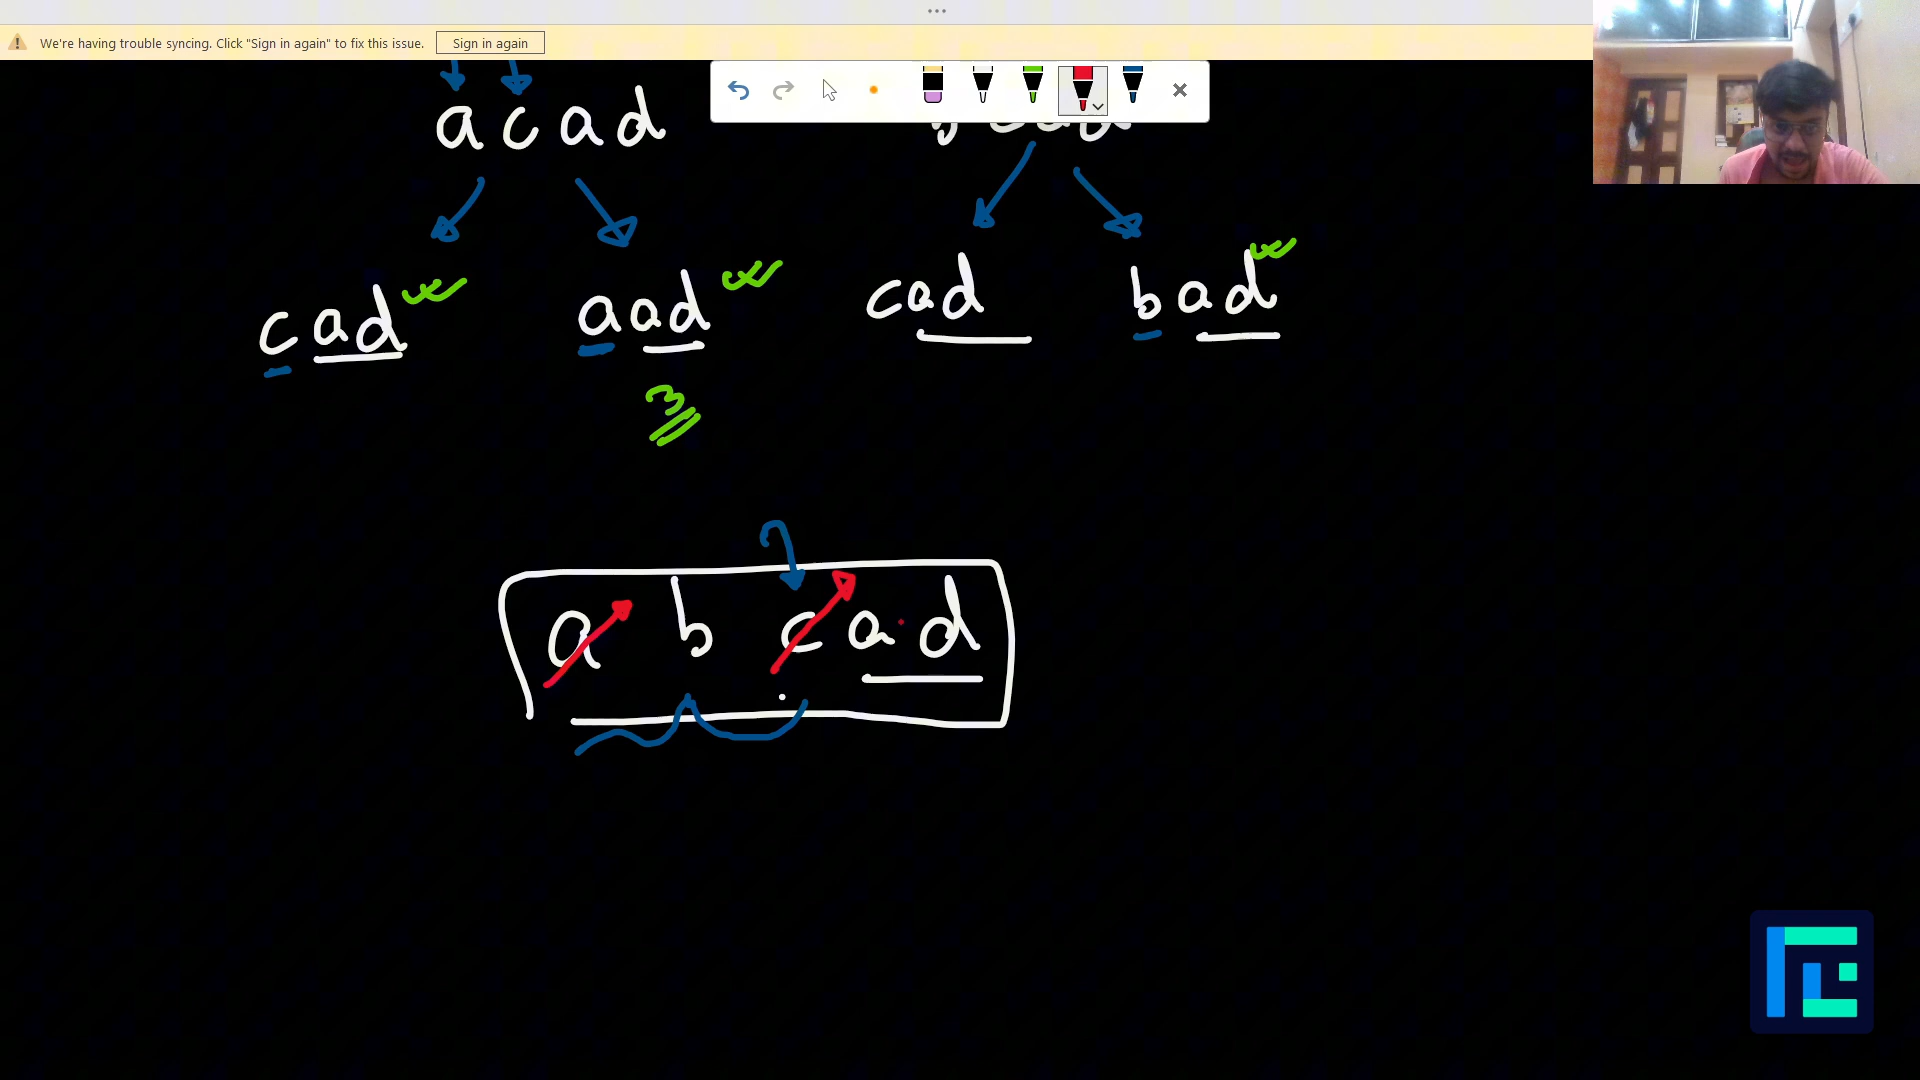 We're having trouble syncing. Click "Sign in again" to fix this issue. Sign in again
acad
cad aad cad bad
3
abcad